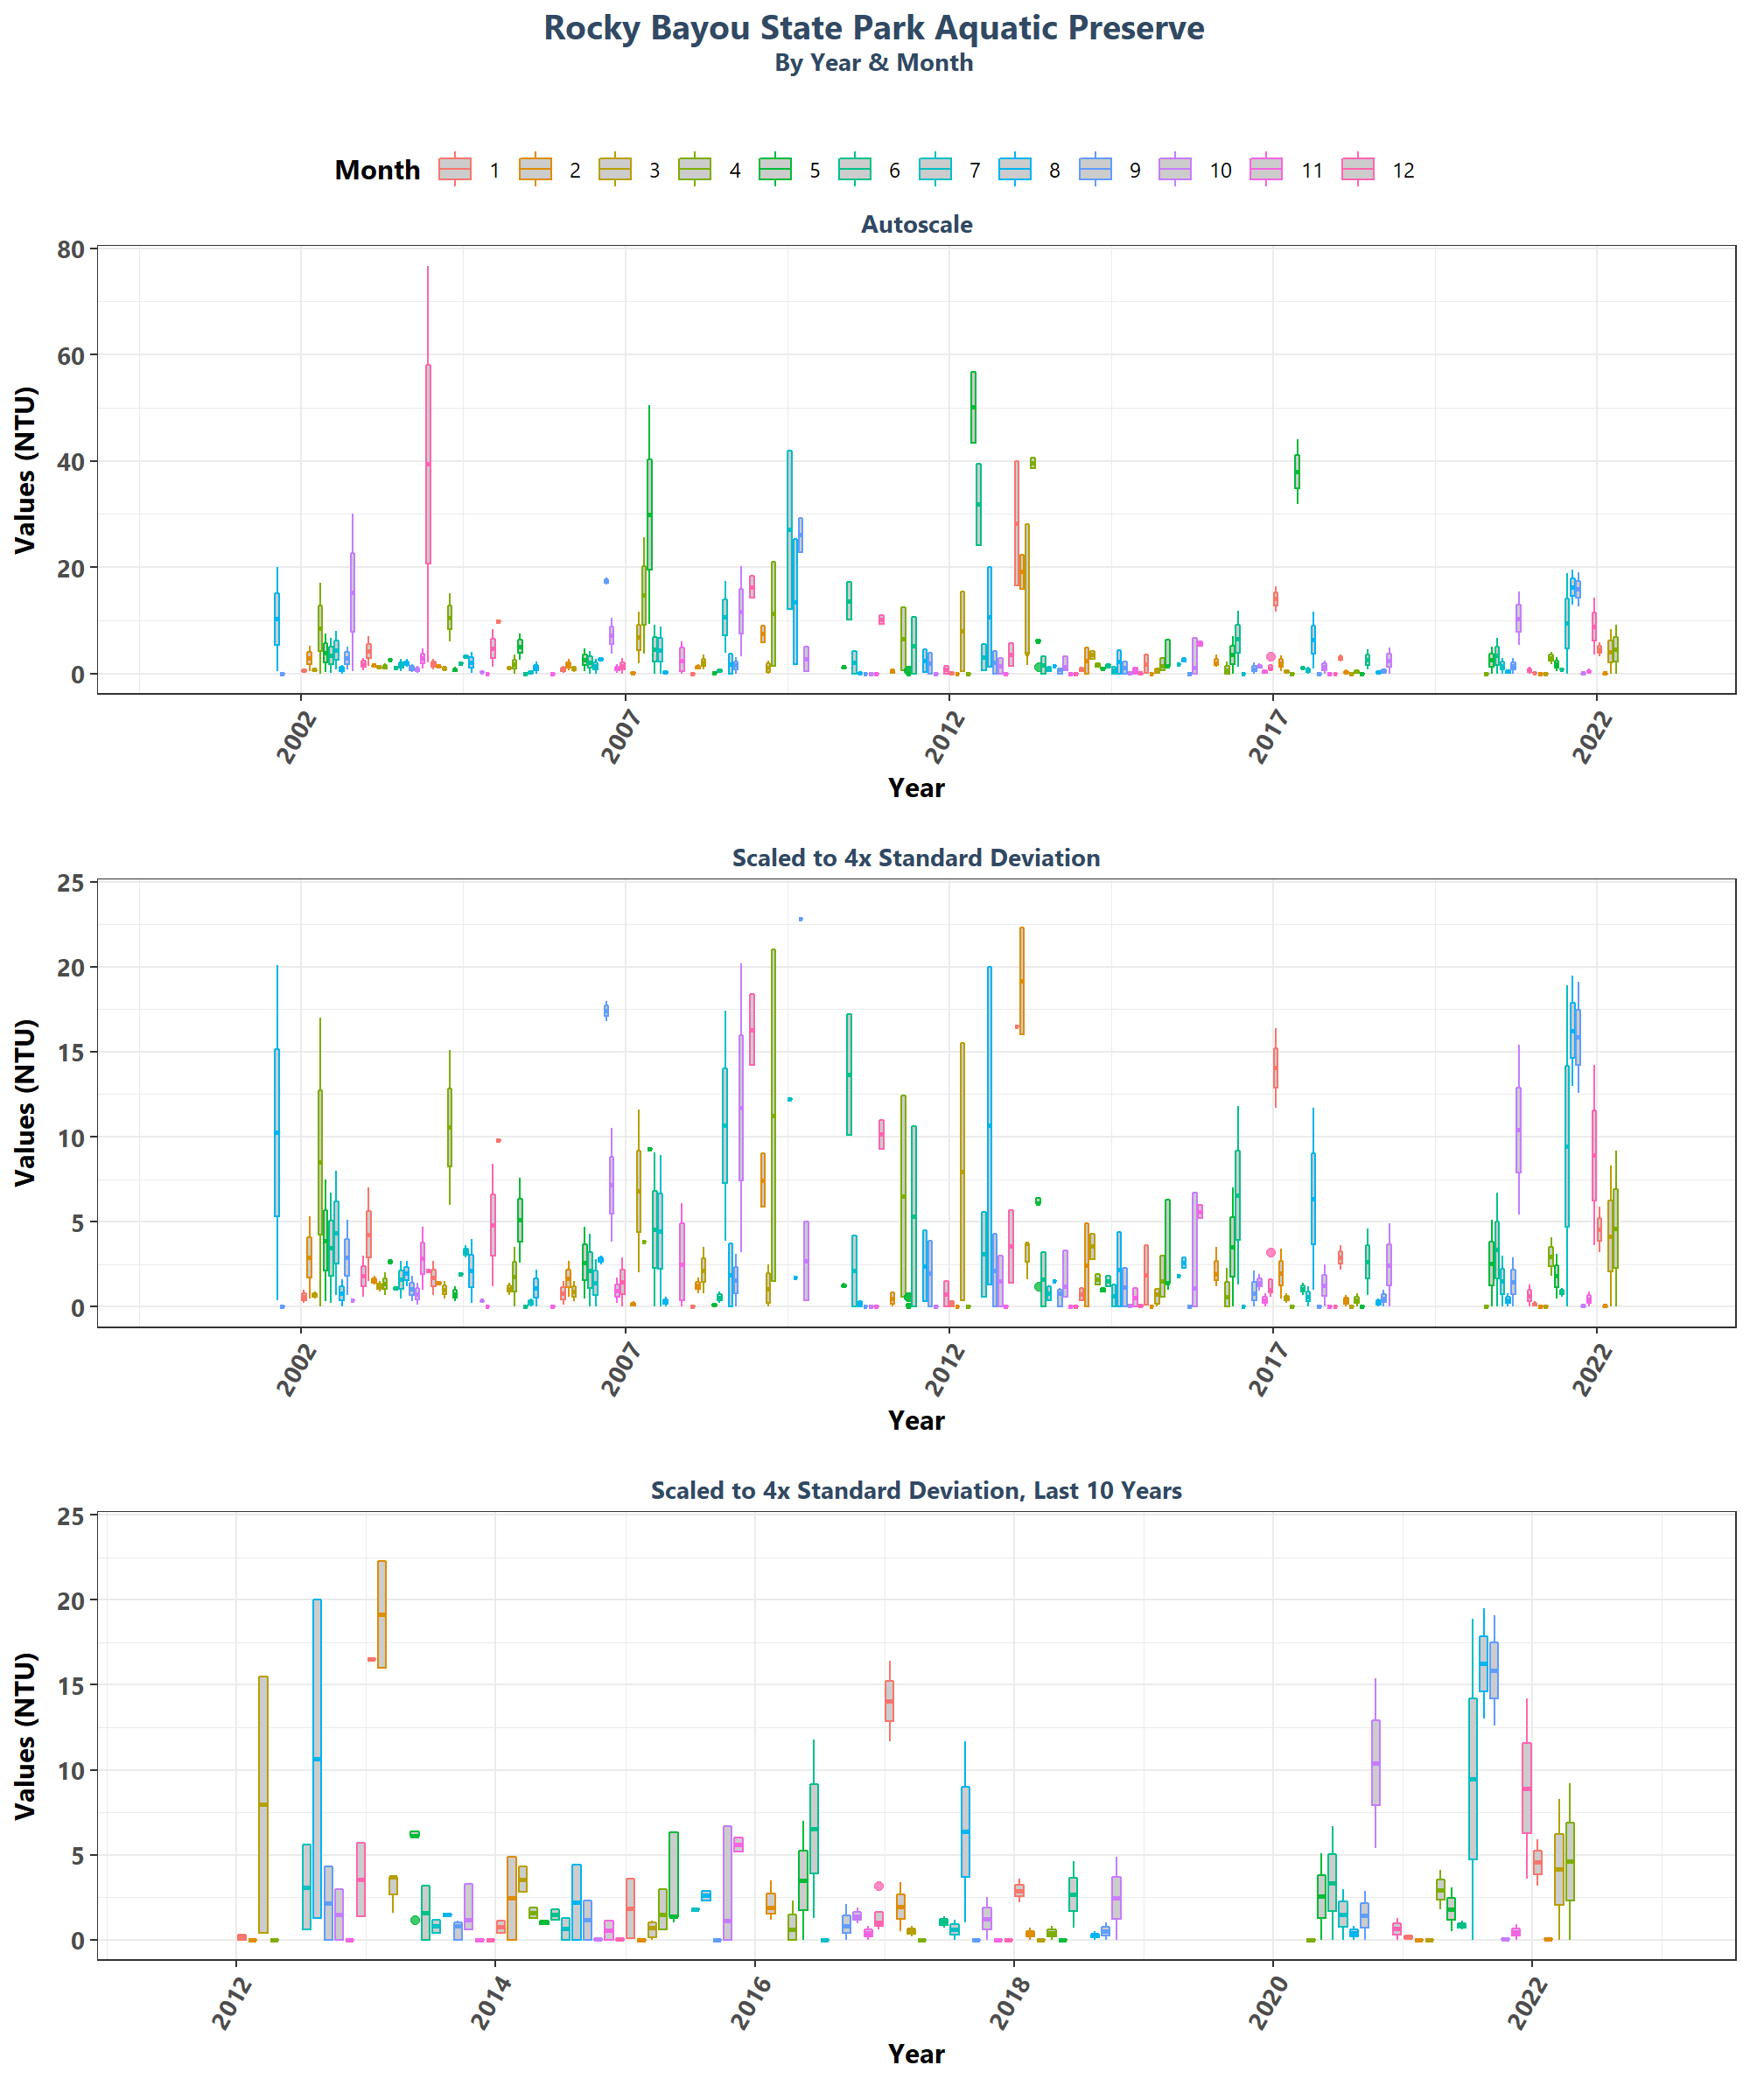 Rocky Bayou State Park Aquatic Preserve
By Year & Month
Month 1 2 3 4 5 6 7 8 9 10 11 12
Autoscale
Values (NTU)
80
60
40
20
0
2002 2007 2012 2017 2022
Year
Scaled to 4x Standard Deviation
Values (NTU)
25
20
15
10
5
0
2002 2007 2012 2017 2022
Year
Scaled to 4x Standard Deviation, Last 10 Years
Values (NTU)
25
20
15
10
5
0
2012 2014 2016 2018 2020 2022
Year